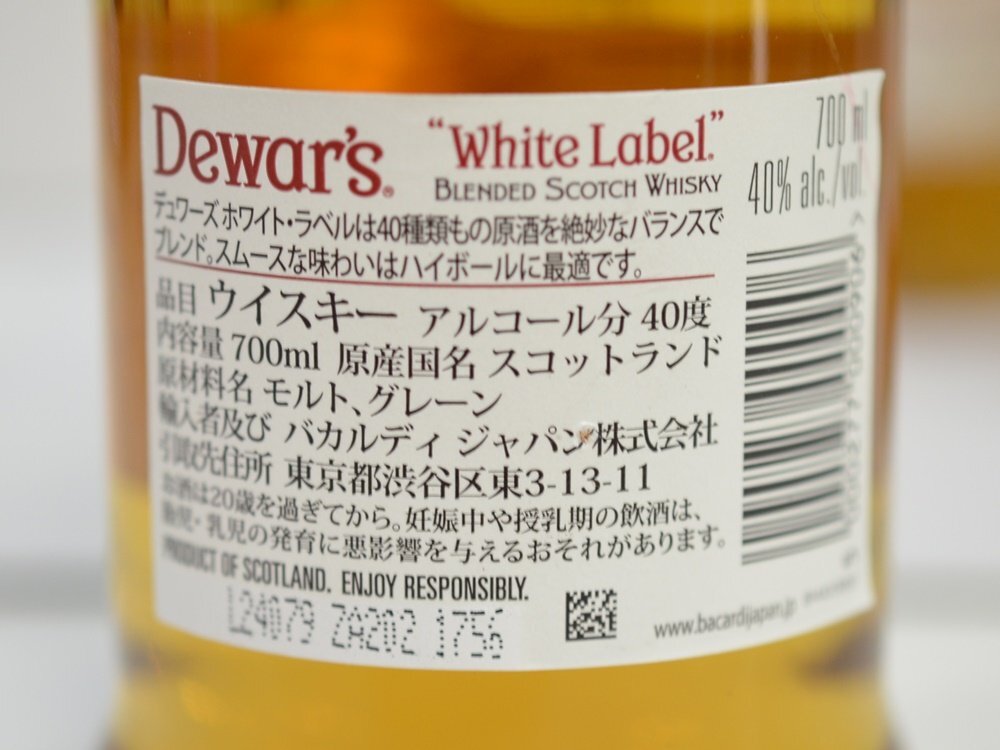 Dewar's® "White Label"®
BLENDED SCOTCH WHISKY
700 ml
40% alc./vol.
デュワーズ ホワイト・ラベルは40種類もの原酒を絶妙なバランスで
ブレンド。スムースな味わいはハイボールに最適です。
品目 ウイスキー アルコール分 40度
内容量 700ml 原産国名 スコットランド
原材料名 モルト、グレーン
輸入者及び バカルディ ジャパン株式会社
引取先住所 東京都渋谷区東3-13-11
お酒は20歳を過ぎてから。妊娠中や授乳期の飲酒は、
胎児・乳児の発育に悪影響を与えるおそれがあります。
PRODUCT OF SCOTLAND. ENJOY RESPONSIBLY.
L24079 ZA202 1756
www.bacardijapan.jp